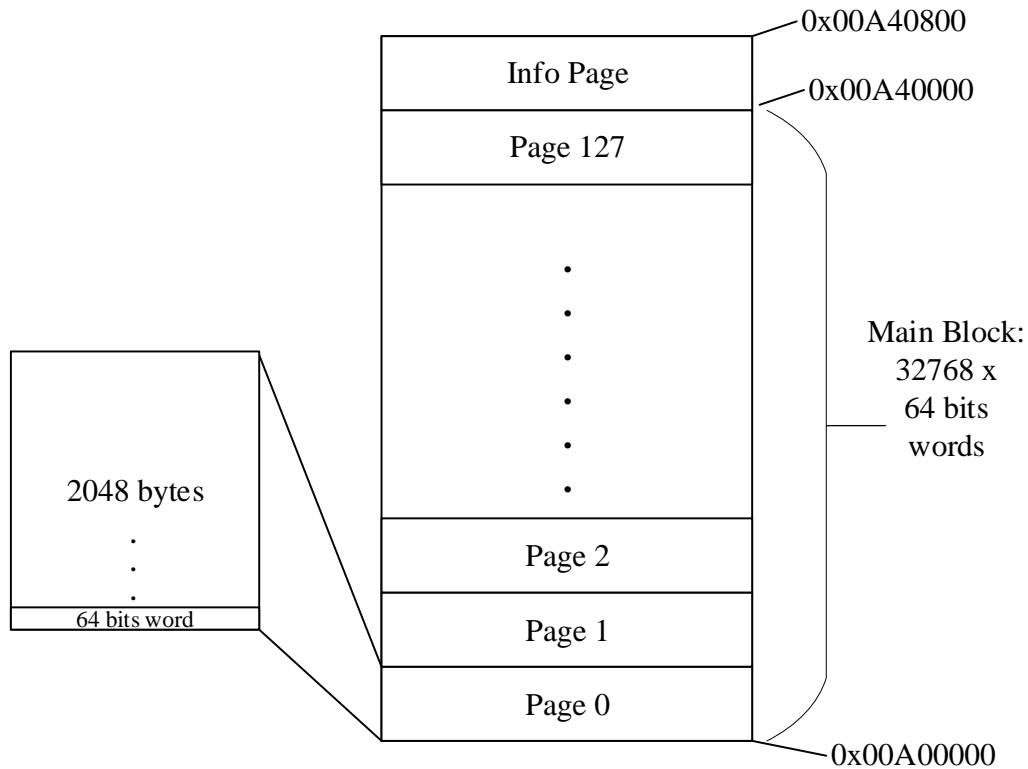 0x00A40800
Info Page
0x00A40000
Page 127
Main Block:
32768 x
64 bits
words
2048 bytes
64 bits word
Page 2
Page 1
Page 0
0x00A00000